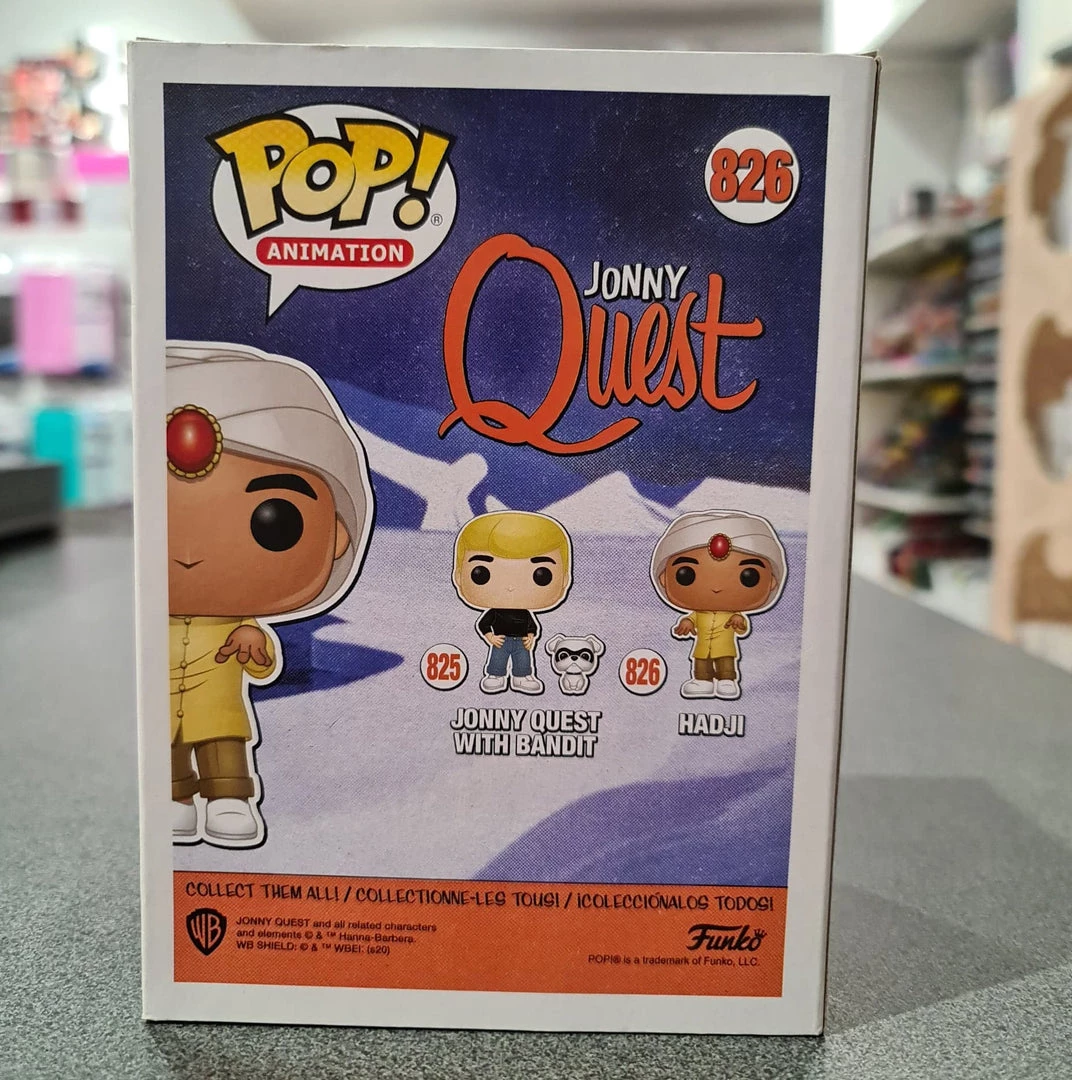 POP! ®
ANIMATION
826
JONNY
Quest
825
JONNY QUEST
WITH BANDIT
826
HADJI
COLLECT THEM ALL! / COLLECTIONNE-LES TOUS! / ¡COLECCIÓNALOS TODOS!
WB
JONNY QUEST and all related characters
and elements © & ™ Hanna-Barbera.
WB SHIELD: © & ™ WBEI. (s20)
Funko
POP!® is a trademark of Funko, LLC.